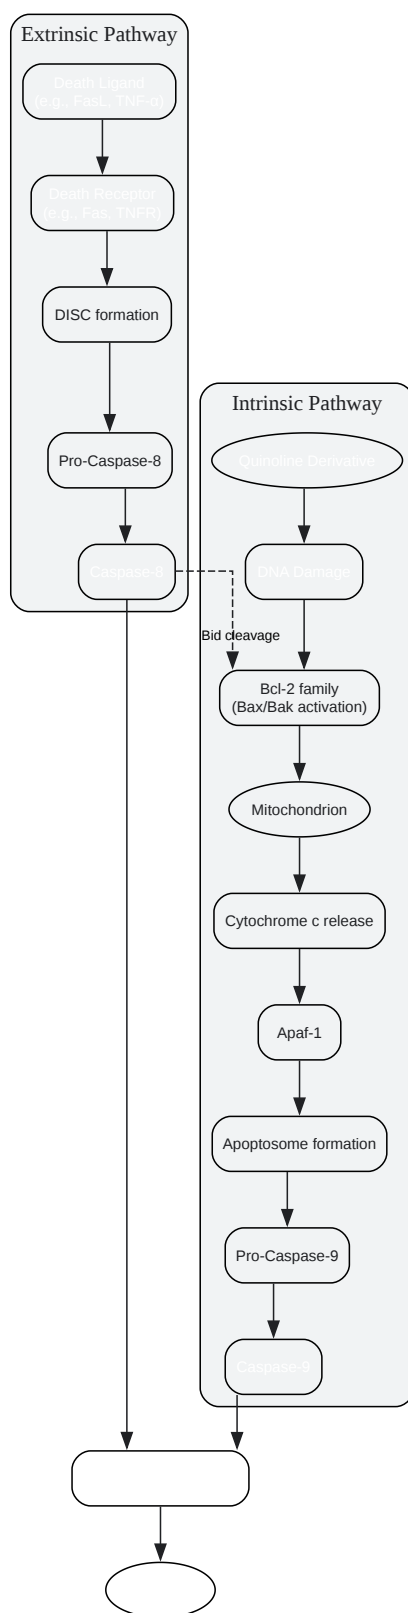 Extrinsic Pathway
Death Ligand
(e.g., FasL, TNF-α)
Death Receptor
(e.g., Fas, TNFR)
DISC formation
Pro-Caspase-8
Caspase-8
Intrinsic Pathway
Quinoline Derivative
DNA Damage
Bid cleavage
Bcl-2 family
(Bax/Bak activation)
Mitochondrion
Cytochrome c release
Apaf-1
Apoptosome formation
Pro-Caspase-9
Caspase-9